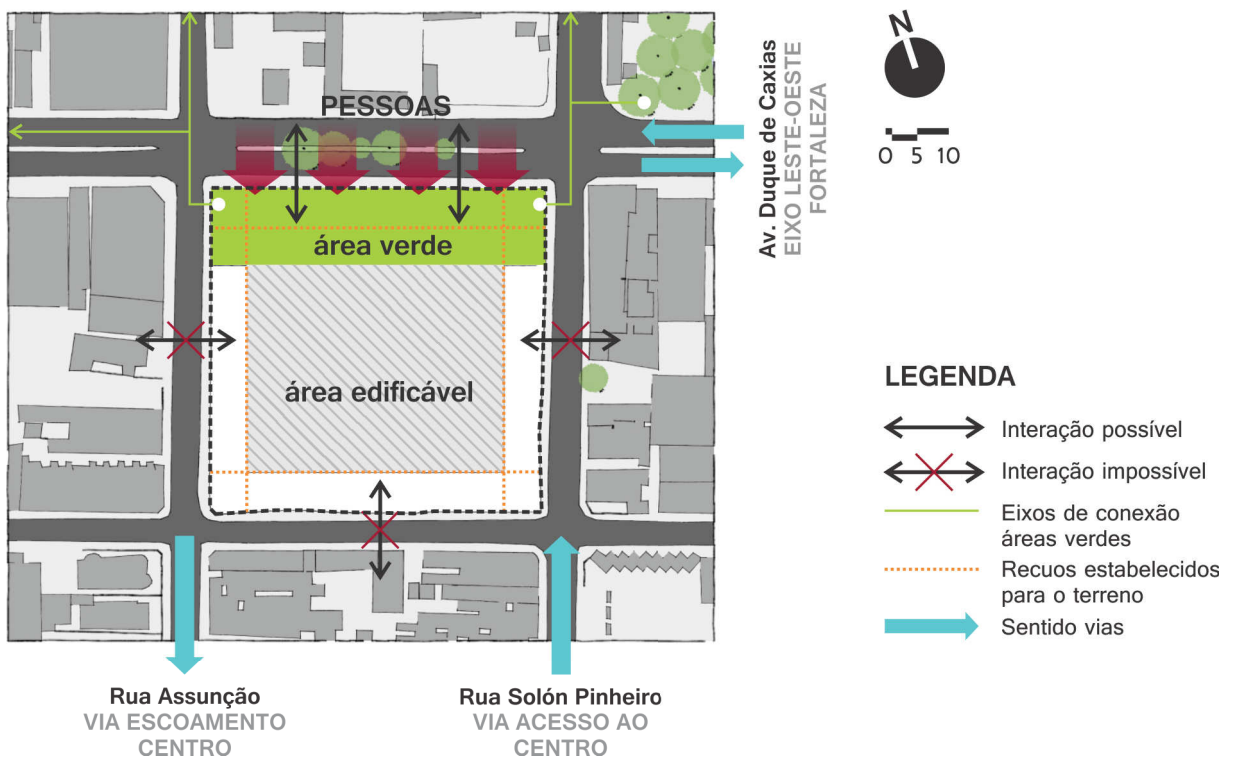 PESSOAS
área verde
área edificável
Av. Duque de Caxias
EIXO LESTE-OESTE
FORTALEZA
N
0 5 10
LEGENDA
Interação possível
Interação impossível
Eixos de conexão
áreas verdes
Recuos estabelecidos
para o terreno
Sentido vias
Rua Assunção
VIA ESCOAMENTO
CENTRO
Rua Solón Pinheiro
VIA ACESSO AO
CENTRO